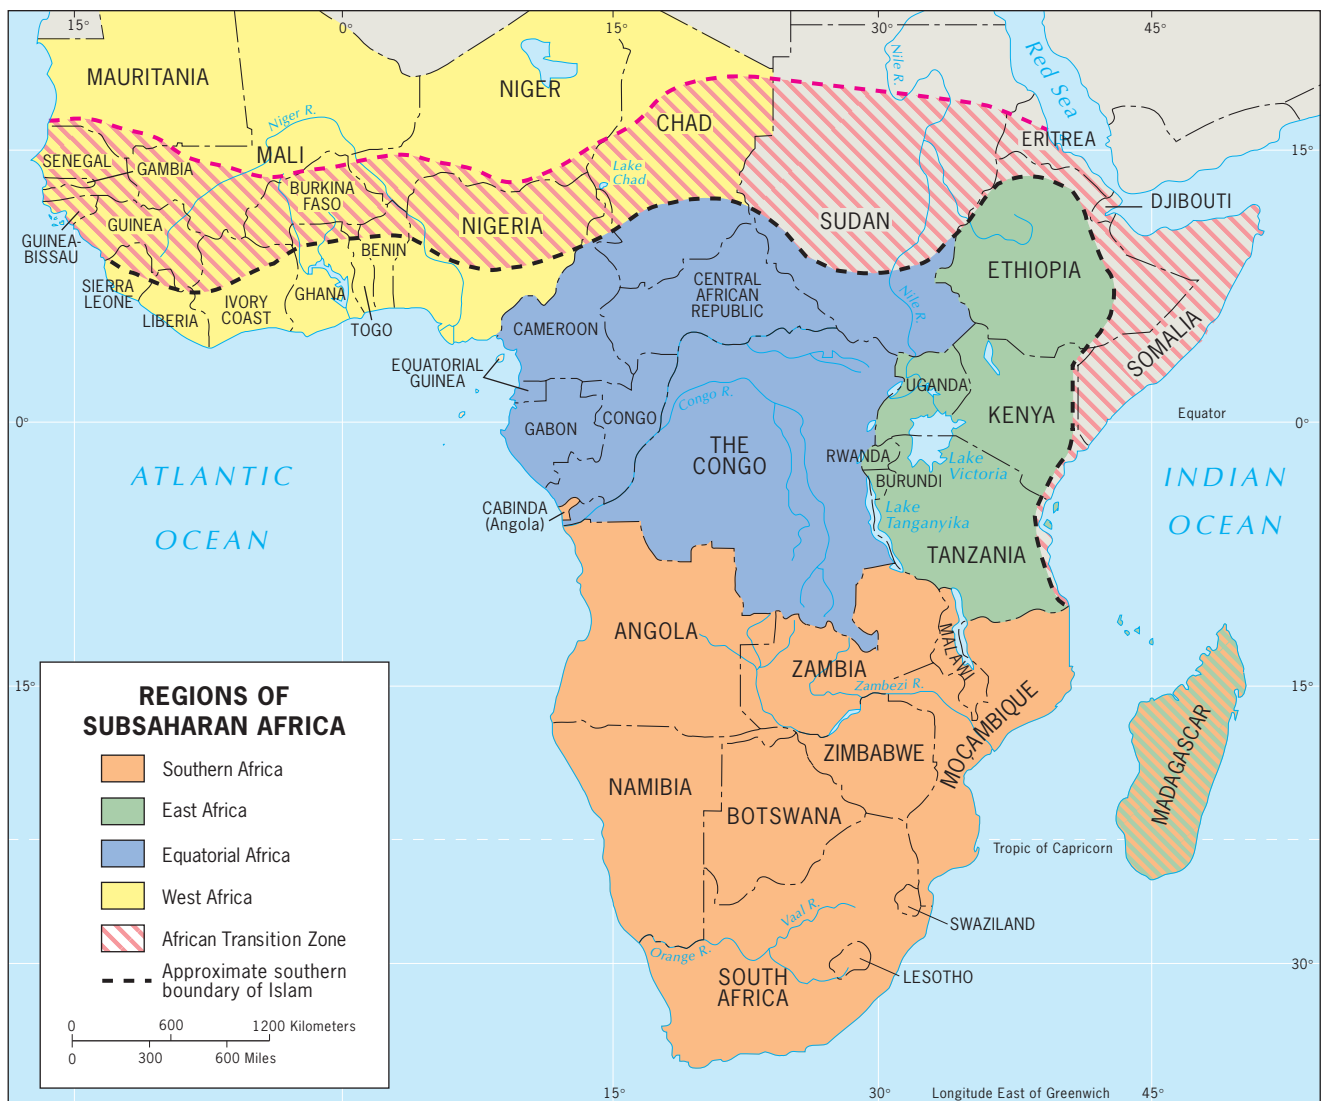 15°
0°
15°
30°
45°
MAURITANIA
NIGER
Nile R.
Red Sea
Niger R.
CHAD
MALI
ERITREA
15°
SENEGAL
GAMBIA
Lake
Chad
BURKINA
FASO
DJIBOUTI
GUINEA
NIGERIA
SUDAN
GUINEA-
BISSAU
BENIN
ETHIOPIA
SIERRA
LEONE
GHANA
IVORY
COAST
CENTRAL
AFRICAN
REPUBLIC
Nile R.
LIBERIA
TOGO
CAMEROON
SOMALIA
EQUATORIAL
GUINEA
UGANDA
Congo R.
KENYA
Equator
0°
0°
GABON
CONGO
THE
CONGO
RWANDA
Lake
Victoria
BURUNDI
ATLANTIC
OCEAN
INDIAN
OCEAN
CABINDA
(Angola)
Lake
Tanganyika
TANZANIA
ANGOLA
MALAWI
ZAMBIA
Zambezi R.
15°
15°
MOÇAMBIQUE
MADAGASCAR
ZIMBABWE
NAMIBIA
BOTSWANA
Tropic of Capricorn
Vaal R.
SWAZILAND
Orange R.
SOUTH
AFRICA
LESOTHO
30°
REGIONS OF
SUBSAHARAN AFRICA
Southern Africa
East Africa
Equatorial Africa
West Africa
African Transition Zone
Approximate southern
boundary of Islam
0 600 1200 Kilometers
0 300 600 Miles
15°
30°
Longitude East of Greenwich
45°